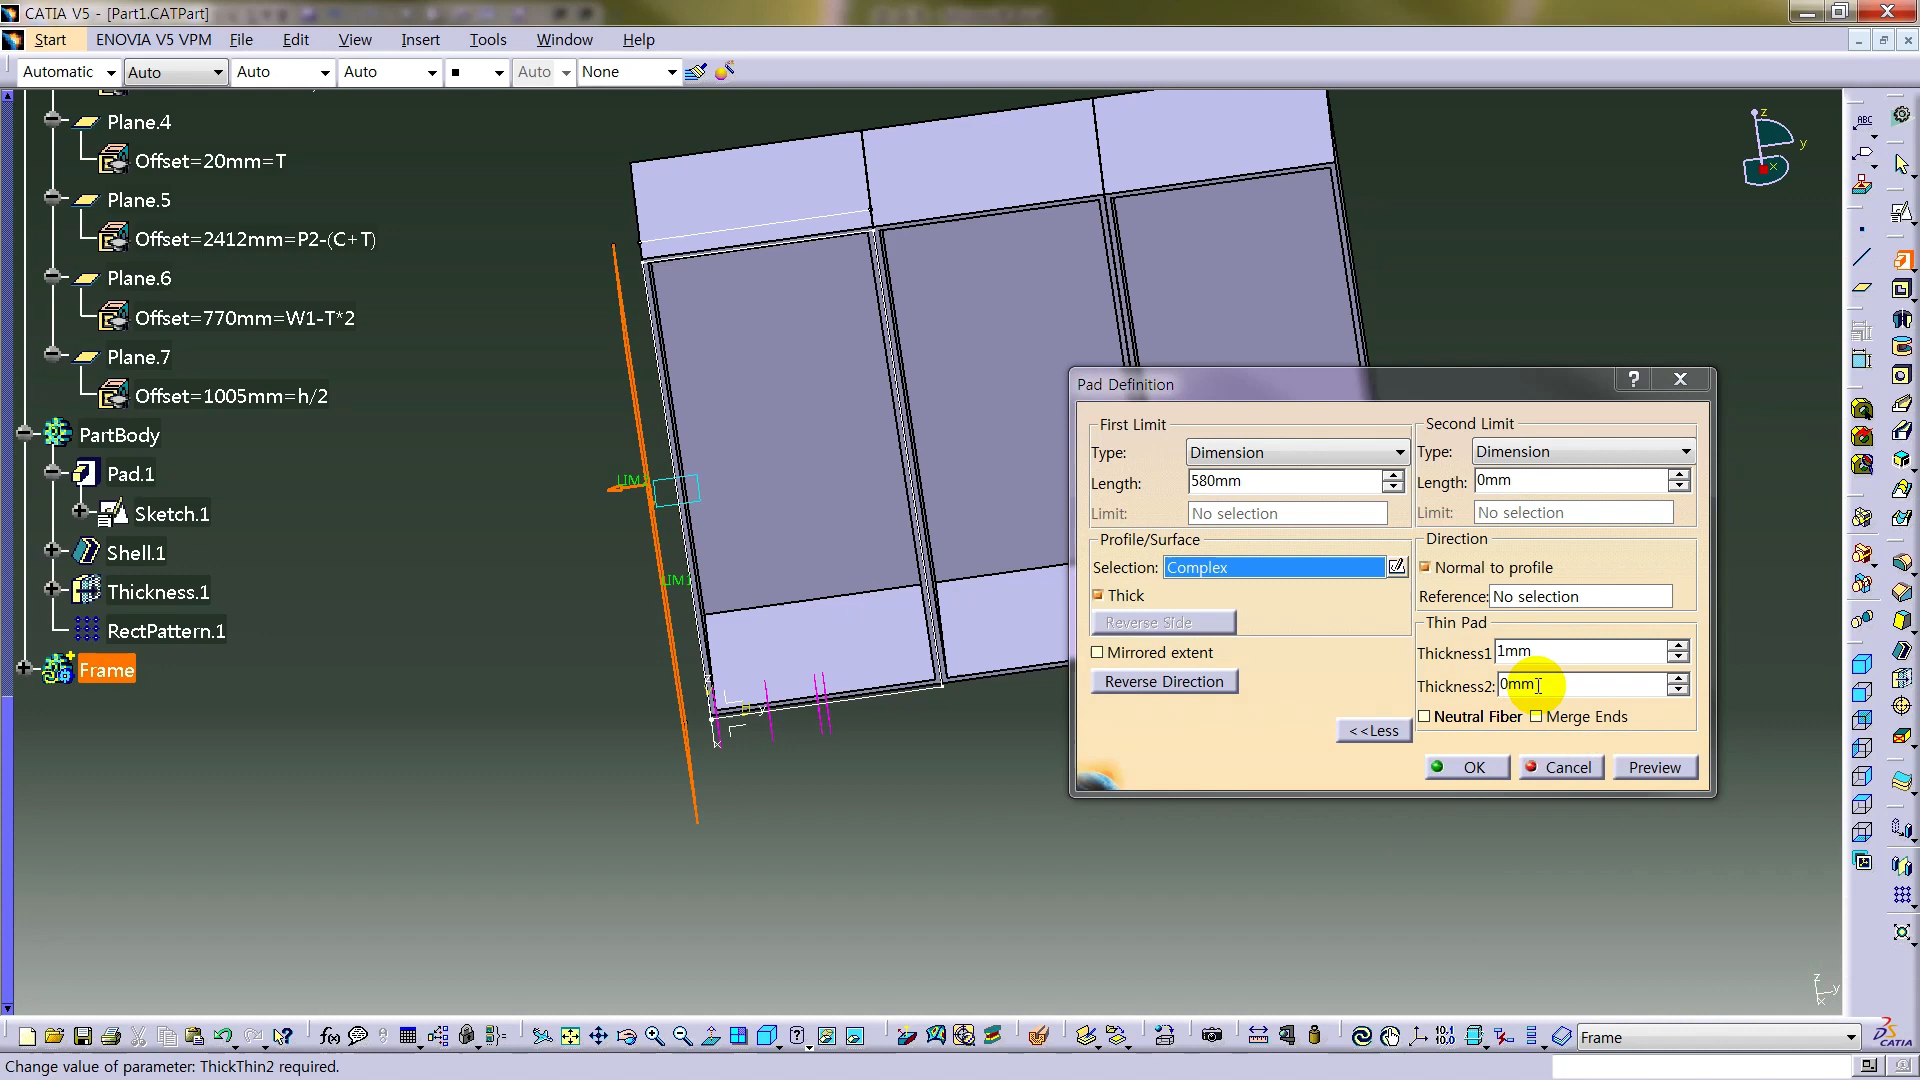 CATIA V5 - [Part1.CATPart]
Start
ENOVIA V5 VPM
File
Edit
View
Insert
Tools
Window
Help
Automatic
Auto
Auto
Auto
Auto
None
Plane.4
Offset=20mm=T
Plane.5
Offset=2412mm=P2-(C+T)
Plane.6
Offset=770mm=W1-T*2
Plane.7
Offset=1005mm=h/2
PartBody
Pad.1
Sketch.1
Shell.1
Thickness.1
RectPattern.1
Frame
z
y
x
y
x
z
y
x
Pad Definition
?
First Limit
Type:
Dimension
Length:
580mm
Limit:
No selection
Profile/Surface
Selection:
Complex
Thick
Reverse Side
Mirrored extent
Reverse Direction
<<Less
Second Limit
Type:
Dimension
Length:
0mm
Limit:
No selection
Direction
Normal to profile
Reference:
No selection
Thin Pad
Thickness1
1mm
Thickness2:
0mm
Neutral Fiber
Merge Ends
OK
Cancel
Preview
ABC
Frame
CATIA
Change value of parameter: ThickThin2 required.